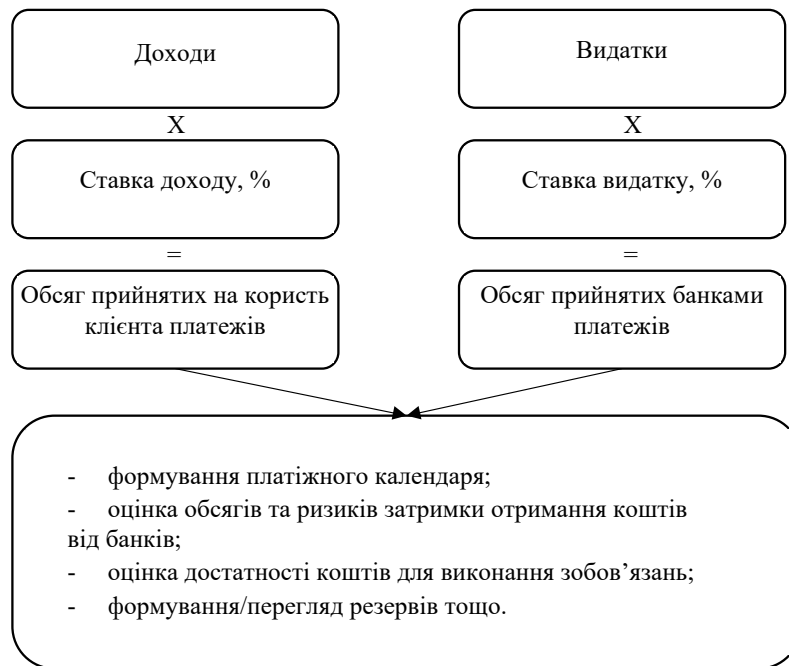 Доходи
Х
Ставка доходу, %
=
Обсяг прийнятих на користь
клієнта платежів
Видатки
Х
Ставка видатку, %
=
Обсяг прийнятих банками
платежів
- формування платіжного календаря;
- оцінка обсягів та ризиків затримки отримання коштів
від банків;
- оцінка достатності коштів для виконання зобов’язань;
- формування/перегляд резервів тощо.